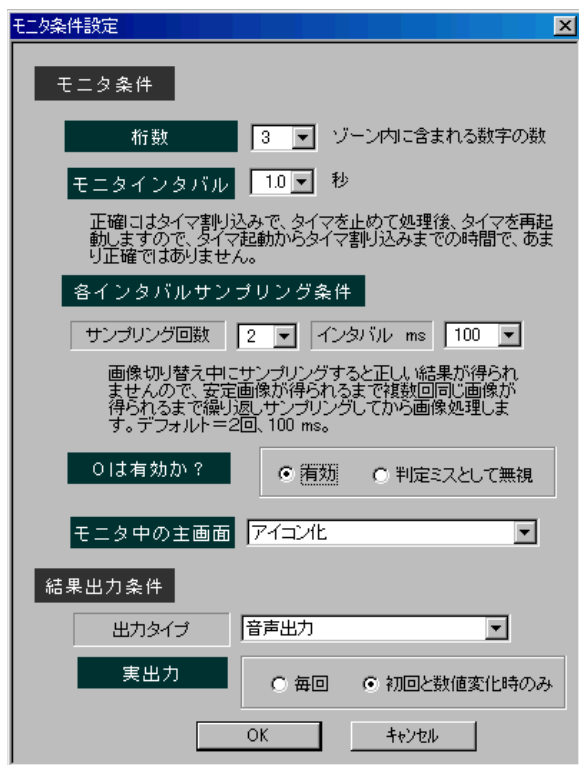 モニタ条件設定
モニタ条件
桁数 3 ゾーン内に含まれる数字の数
モニタインタバル 1.0 秒
正確にはタイマ割り込みで、タイマを止めて処理後、タイマを再起
動しますので、タイマ起動からタイマ割り込みまでの時間で、あま
り正確ではありません。
各インタバルサンプリング条件
サンプリング回数 2 インタバル ms 100
画像切り替え中にサンプリングすると正しい結果が得られ
ませんので、安定画像が得られるまで複数回同じ画像が
得られるまで繰り返しサンプリングしてから画像処理しま
す。デフォルト=2回、100 ms。
0は有効か? 有効 判定ミスとして無視
モニタ中の主画面 アイコン化
結果出力条件
出力タイプ 音声出力
実出力 毎回 初回と数値変化時のみ
OK キャンセル